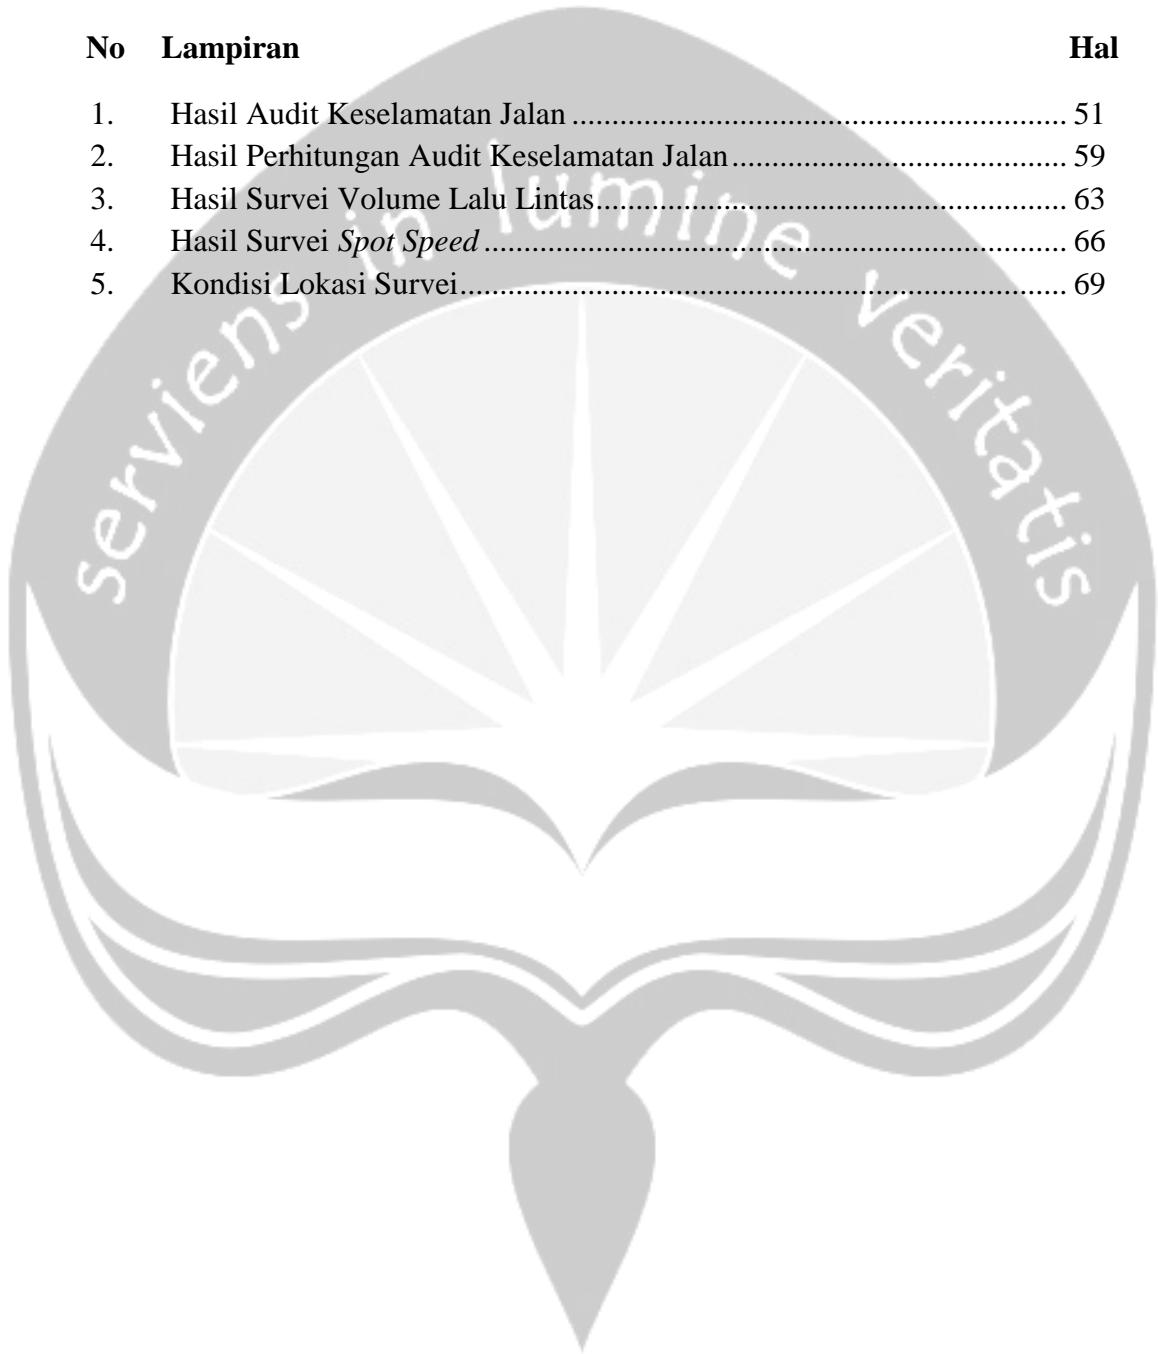 No Lampiran Hal
1. Hasil Audit Keselamatan Jalan ............................................................. 51
2. Hasil Perhitungan Audit Keselamatan Jalan ......................................... 59
3. Hasil Survei Volume Lalu Lintas .......................................................... 63
4. Hasil Survei Spot Speed ........................................................................ 66
5. Kondisi Lokasi Survei ........................................................................... 69
serviens in lumine veritatis